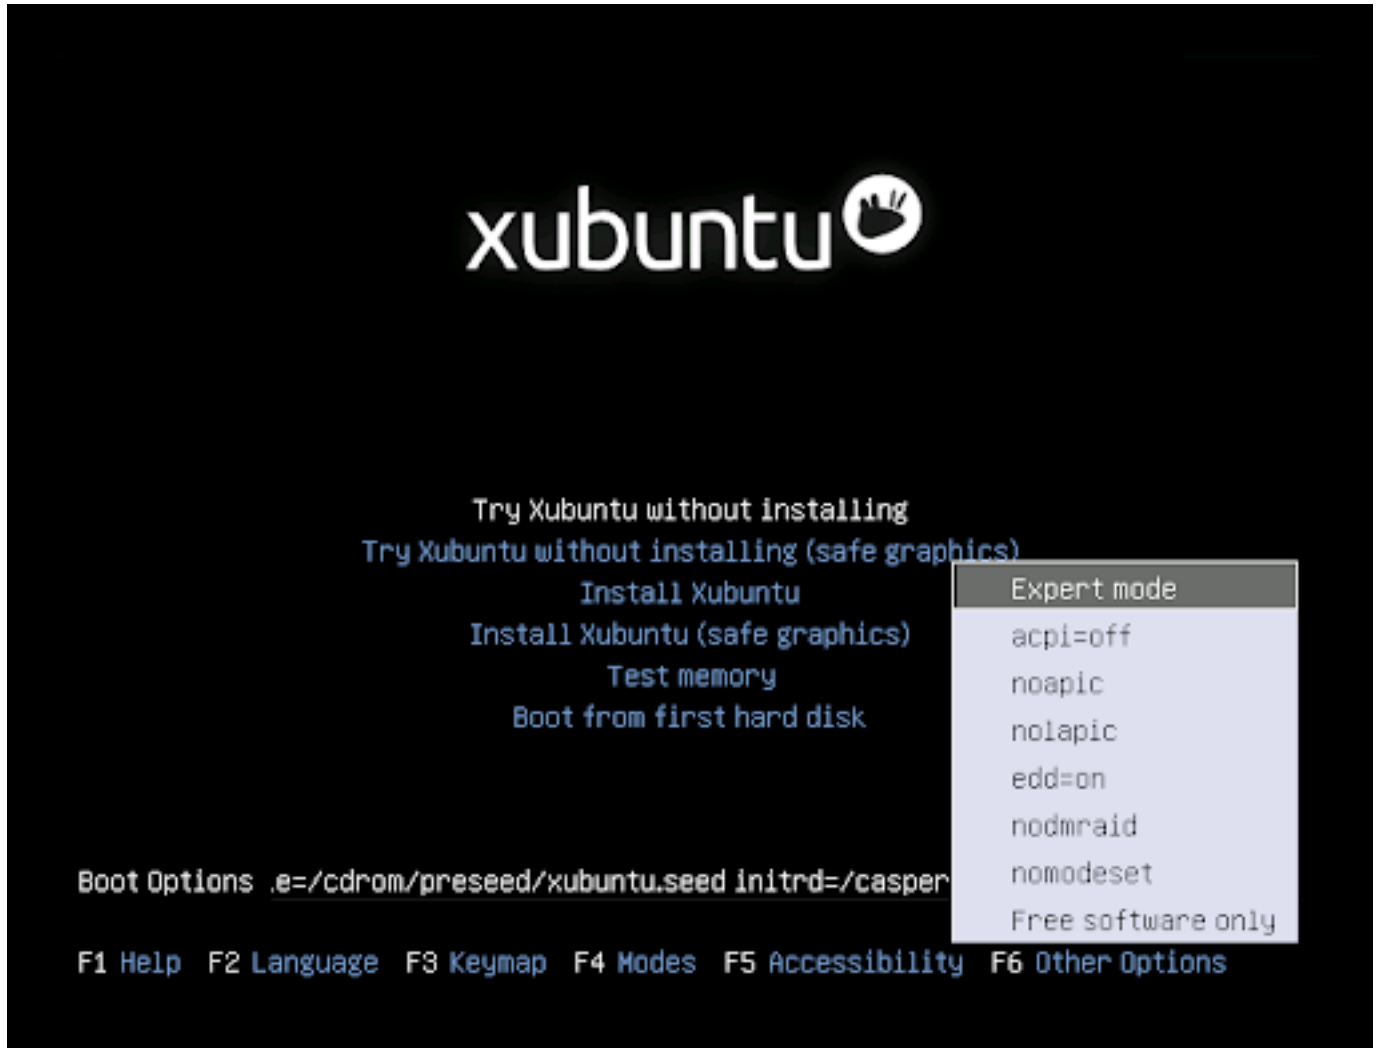 xubuntu
Try Xubuntu without installing
Try Xubuntu without installing (safe graphics)
Install Xubuntu
Install Xubuntu (safe graphics)
Test memory
Boot from first hard disk
Expert mode
acpi=off
noapic
nolapic
edd=on
nodmraid
nomodeset
Free software only
Boot Options .e=/cdrom/preseed/xubuntu.seed initrd=/casper
F1 Help F2 Language F3 Keymap F4 Modes F5 Accessibility F6 Other Options